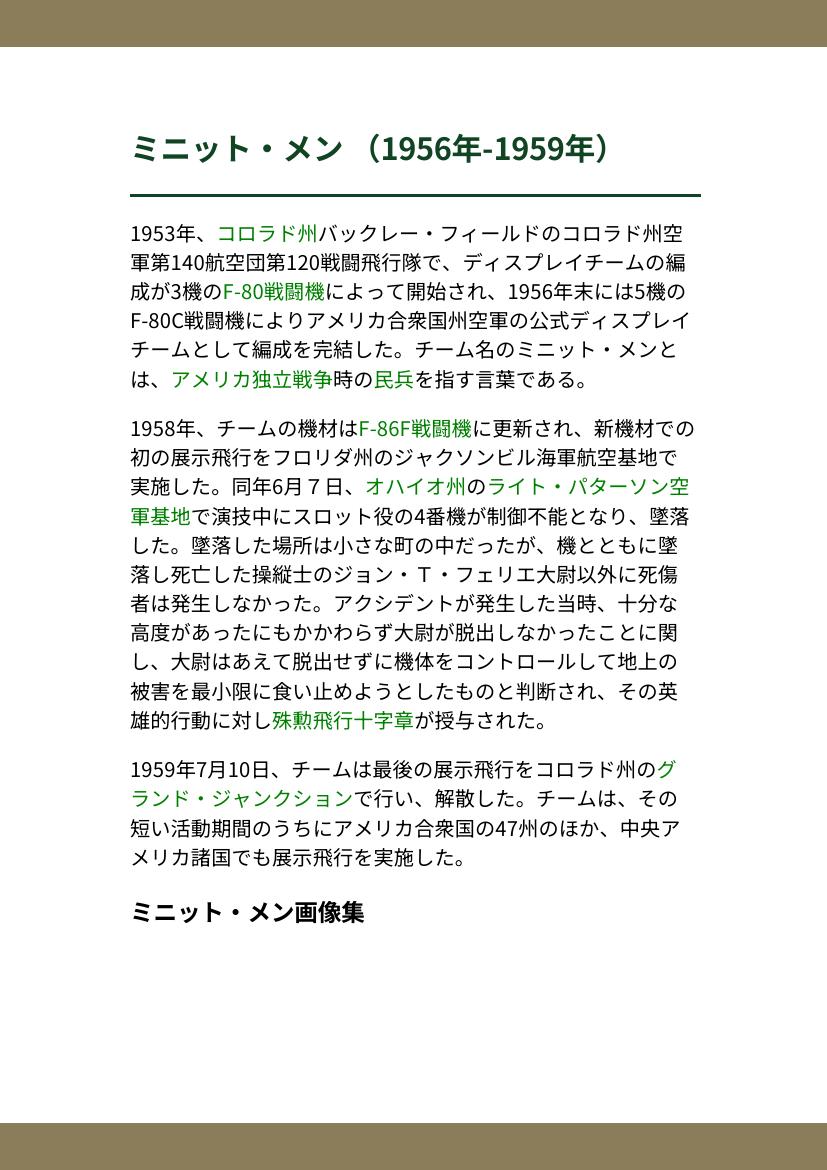 ミニット・メン （1956年-1959年）
1953年、コロラド州バックレー・フィールドのコロラド州空
軍第140航空団第120戦闘飛行隊で、ディスプレイチームの編
成が3機のF-80戦闘機によって開始され、1956年末には5機の
F-80C戦闘機によりアメリカ合衆国州空軍の公式ディスプレイ
チームとして編成を完結した。チーム名のミニット・メンと
は、アメリカ独立戦争時の民兵を指す言葉である。
1958年、チームの機材はF-86F戦闘機に更新され、新機材での
初の展示飛行をフロリダ州のジャクソンビル海軍航空基地で
実施した。同年6月７日、オハイオ州のライト・パターソン空
軍基地で演技中にスロット役の4番機が制御不能となり、墜落
した。墜落した場所は小さな町の中だったが、機とともに墜
落し死亡した操縦士のジョン・Ｔ・フェリエ大尉以外に死傷
者は発生しなかった。アクシデントが発生した当時、十分な
高度があったにもかかわらず大尉が脱出しなかったことに関
し、大尉はあえて脱出せずに機体をコントロールして地上の
被害を最小限に食い止めようとしたものと判断され、その英
雄的行動に対し殊勲飛行十字章が授与された。
1959年7月10日、チームは最後の展示飛行をコロラド州のグ
ランド・ジャンクションで行い、解散した。チームは、その
短い活動期間のうちにアメリカ合衆国の47州のほか、中央ア
メリカ諸国でも展示飛行を実施した。
ミニット・メン画像集